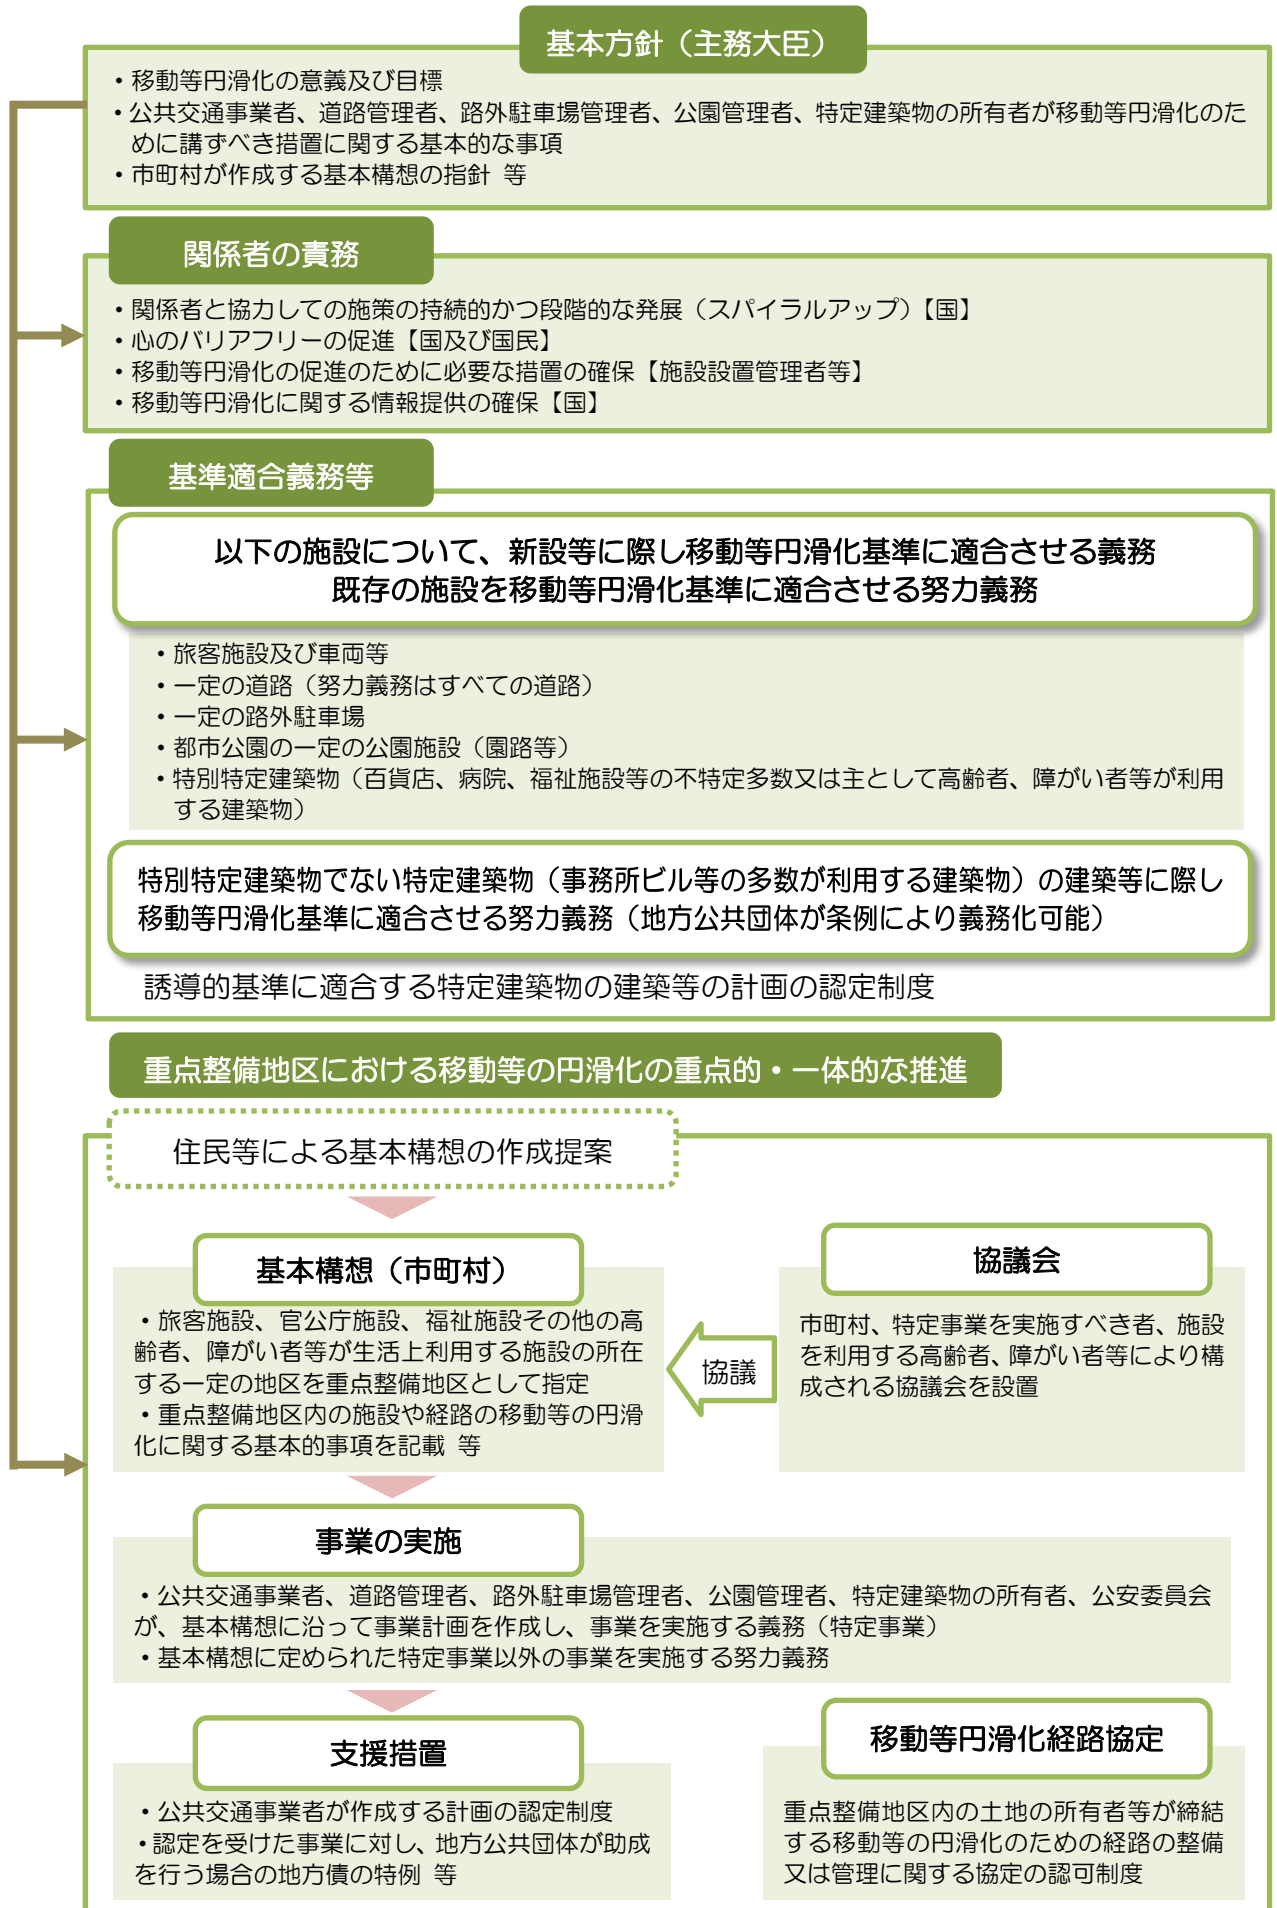 基本方針（主務大臣）
・移動等円滑化の意義及び目標
・公共交通事業者、道路管理者、路外駐車場管理者、公園管理者、特定建築物の所有者が移動等円滑化のた
めに講ずべき措置に関する基本的な事項
・市町村が作成する基本構想の指針 等
関係者の責務
・関係者と協力しての施策の持続的かつ段階的な発展（スパイラルアップ）【国】
・心のバリアフリーの促進【国及び国民】
・移動等円滑化の促進のために必要な措置の確保【施設設置管理者等】
・移動等円滑化に関する情報提供の確保【国】
基準適合義務等
以下の施設について、新設等に際し移動等円滑化基準に適合させる義務
既存の施設を移動等円滑化基準に適合させる努力義務
・旅客施設及び車両等
・一定の道路（努力義務はすべての道路）
・一定の路外駐車場
・都市公園の一定の公園施設（園路等）
・特別特定建築物（百貨店、病院、福祉施設等の不特定多数又は主として高齢者、障がい者等が利用
する建築物）
特別特定建築物でない特定建築物（事務所ビル等の多数が利用する建築物）の建築等に際し
移動等円滑化基準に適合させる努力義務（地方公共団体が条例により義務化可能）
誘導的基準に適合する特定建築物の建築等の計画の認定制度
重点整備地区における移動等の円滑化の重点的・一体的な推進
住民等による基本構想の作成提案
基本構想（市町村）
・旅客施設、官公庁施設、福祉施設その他の高
齢者、障がい者等が生活上利用する施設の所在
する一定の地区を重点整備地区として指定
・重点整備地区内の施設や経路の移動等の円滑
化に関する基本的事項を記載 等
協議
協議会
市町村、特定事業を実施すべき者、施設
を利用する高齢者、障がい者等により構
成される協議会を設置
事業の実施
・公共交通事業者、道路管理者、路外駐車場管理者、公園管理者、特定建築物の所有者、公安委員会
が、基本構想に沿って事業計画を作成し、事業を実施する義務（特定事業）
・基本構想に定められた特定事業以外の事業を実施する努力義務
支援措置
・公共交通事業者が作成する計画の認定制度
・認定を受けた事業に対し、地方公共団体が助成
を行う場合の地方債の特例 等
移動等円滑化経路協定
重点整備地区内の土地の所有者等が締結
する移動等の円滑化のための経路の整備
又は管理に関する協定の認可制度